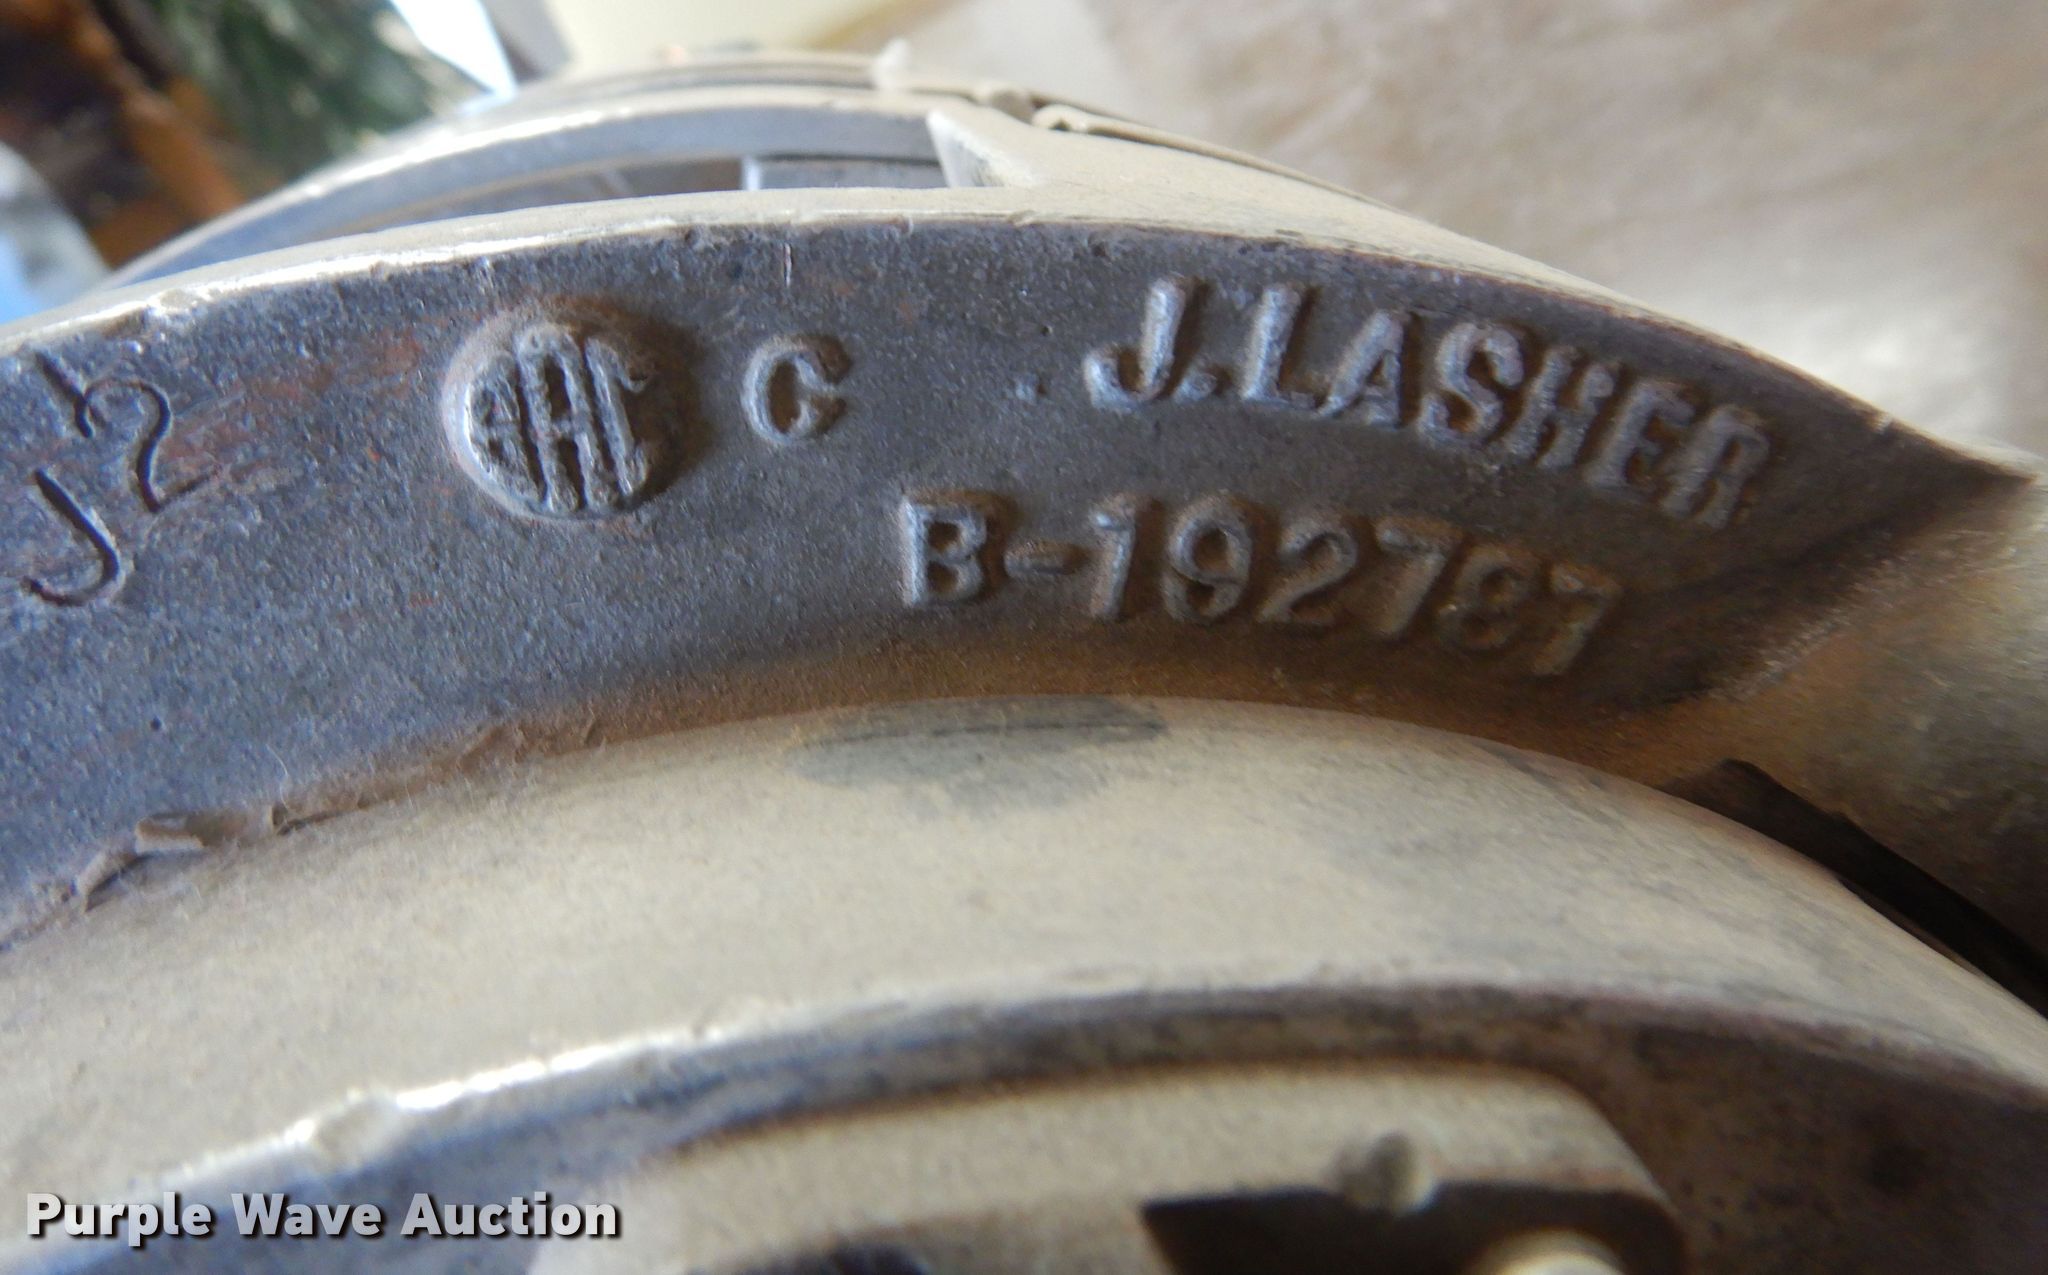 J2
C
J. LASHER
B-192787
Purple Wave Auction